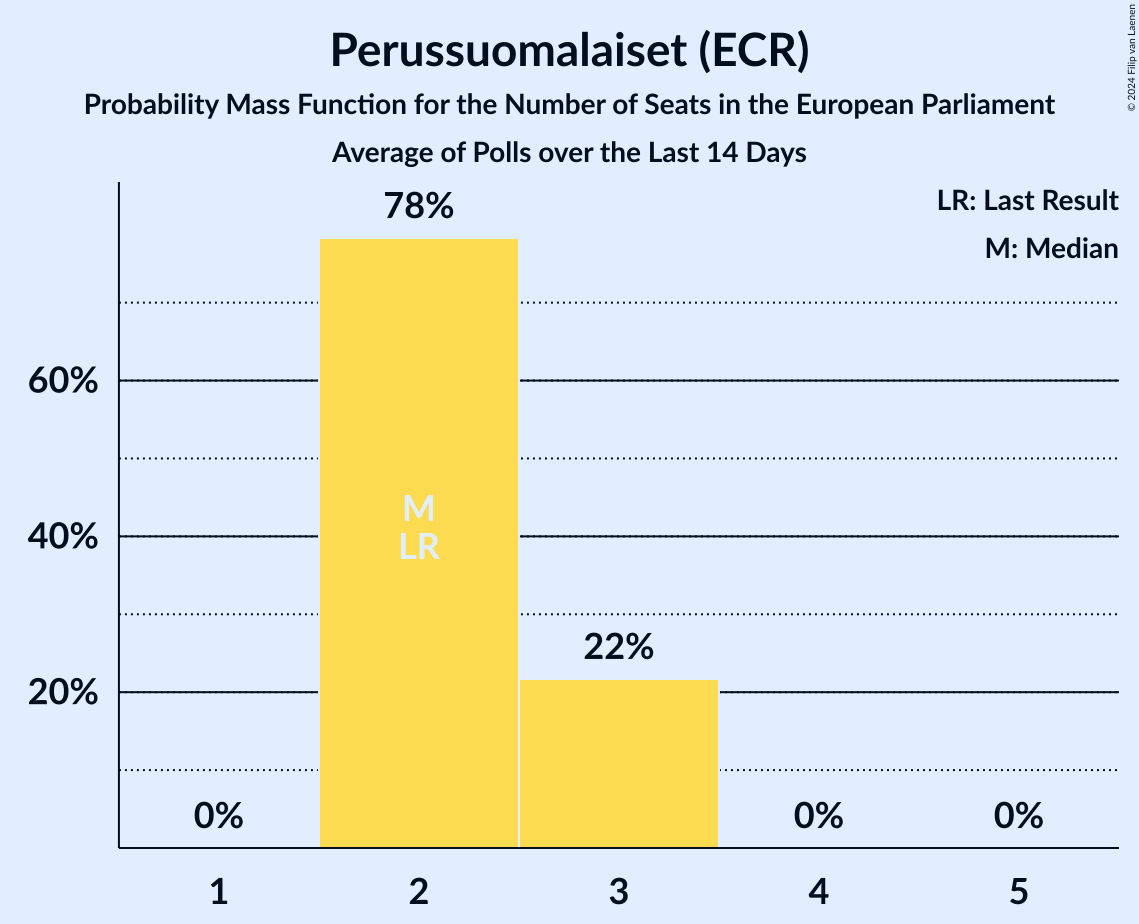 Perussuomalaiset (ECR)
Probability Mass Function for the Number of Seats in the European Parliament
Average of Polls over the Last 14 Days
© 2024 Filip van Laenen
LR: Last Result
M: Median
78%
60%
M
40%
LR
22%
20%
0%
0%
0%
1
2
3
4
5